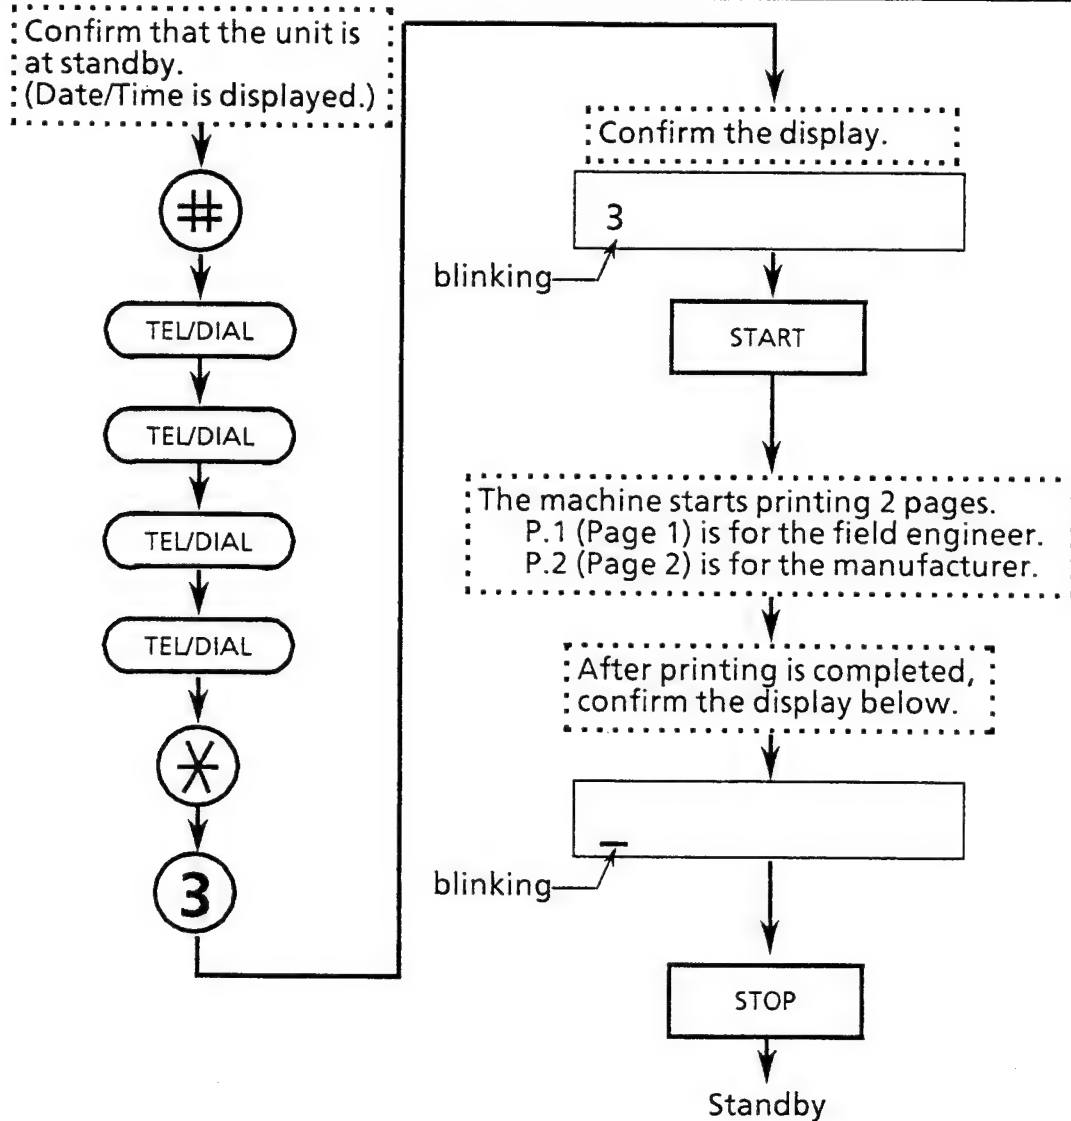 Confirm that the unit is
at standby.
(Date/Time is displayed.)
#
TEL/DIAL
TEL/DIAL
TEL/DIAL
TEL/DIAL
*
3
Confirm the display.
3
blinking
START
The machine starts printing 2 pages.
P.1 (Page 1) is for the field engineer.
P.2 (Page 2) is for the manufacturer.
After printing is completed,
confirm the display below.
_
blinking
STOP
Standby